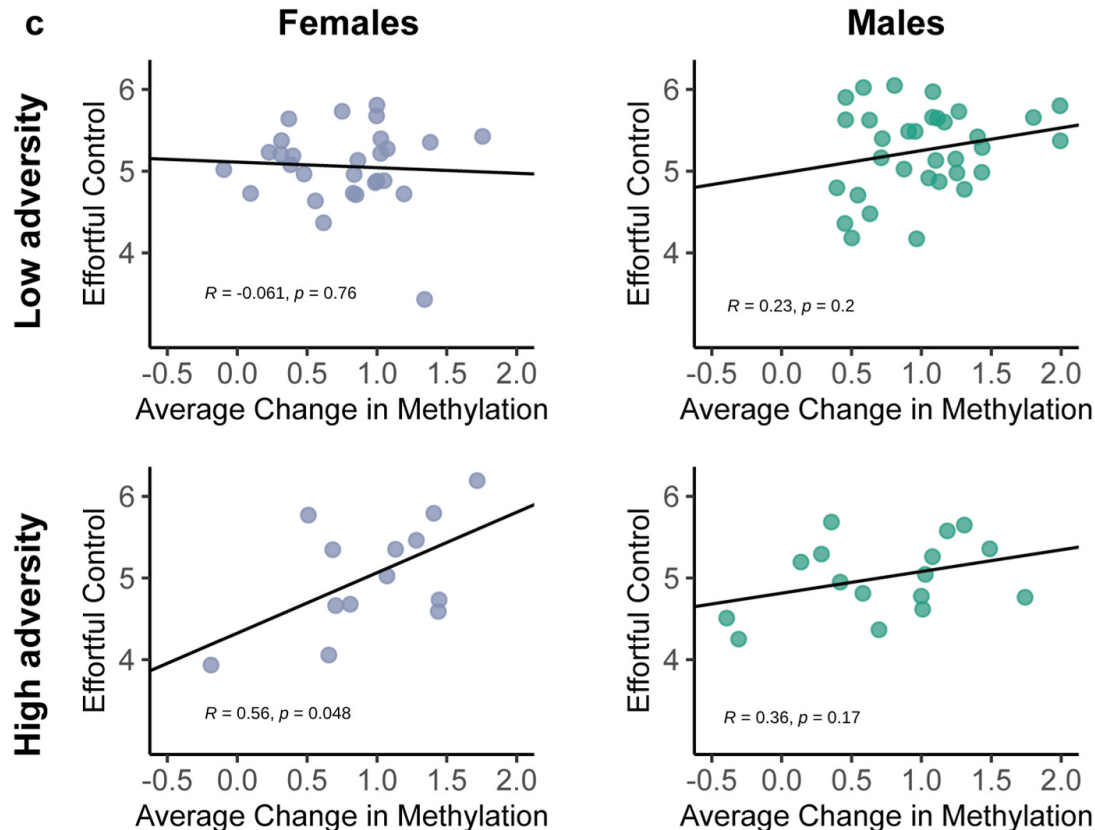 c
Females
Males
Low adversity
Effortful Control
6
5
4
R = -0.061, p = 0.76
-0.5 0.0 0.5 1.0 1.5 2.0
Average Change in Methylation
Effortful Control
6
5
4
R = 0.23, p = 0.2
-0.5 0.0 0.5 1.0 1.5 2.0
Average Change in Methylation
High adversity
Effortful Control
6
5
4
R = 0.56, p = 0.048
-0.5 0.0 0.5 1.0 1.5 2.0
Average Change in Methylation
Effortful Control
6
5
4
R = 0.36, p = 0.17
-0.5 0.0 0.5 1.0 1.5 2.0
Average Change in Methylation